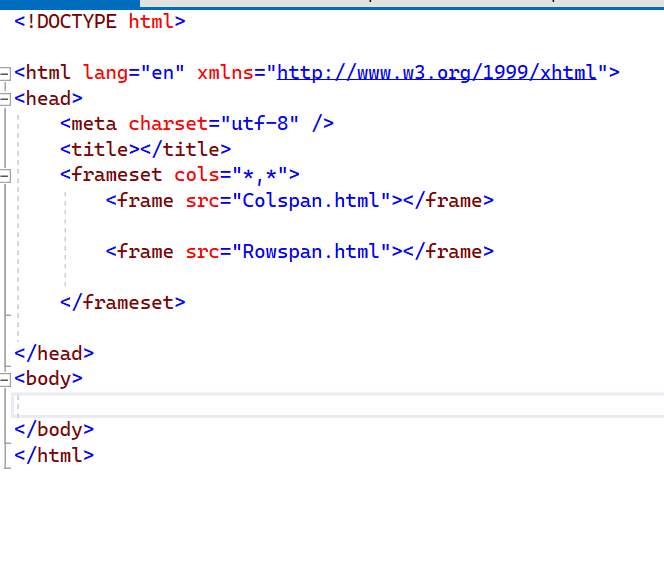 <!DOCTYPE html>
<html lang="en" xmlns="http://www.w3.org/1999/xhtml">
<head>
<meta charset="utf-8" />
<title></title>
<frameset cols="*,*">
<frame src="Colspan.html"></frame>
<frame src="Rowspan.html"></frame>
</frameset>
</head>
<body>
</body>
</html>